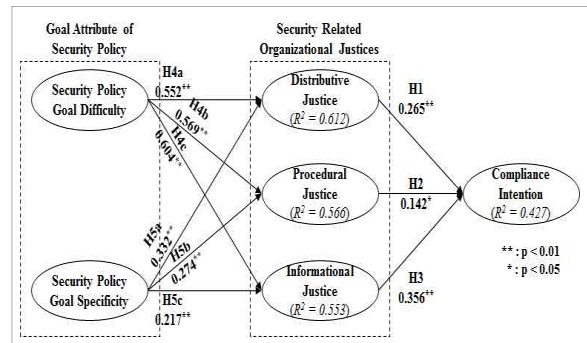 Goal Attribute of
Security Policy
Security Related
Organizational Justices
Security Policy
Goal Difficulty
H4a
0.552**
H4b
0.569**
H4c
0.604**
Distributive
Justice
(R² = 0.612)
H1
0.265**
Procedural
Justice
(R² = 0.566)
H2
0.142*
Compliance
Intention
(R² = 0.427)
** : p < 0.01
* : p < 0.05
H5a
0.332**
H5b
0.274**
Security Policy
Goal Specificity
H5c
0.217**
Informational
Justice
(R² = 0.553)
H3
0.356**